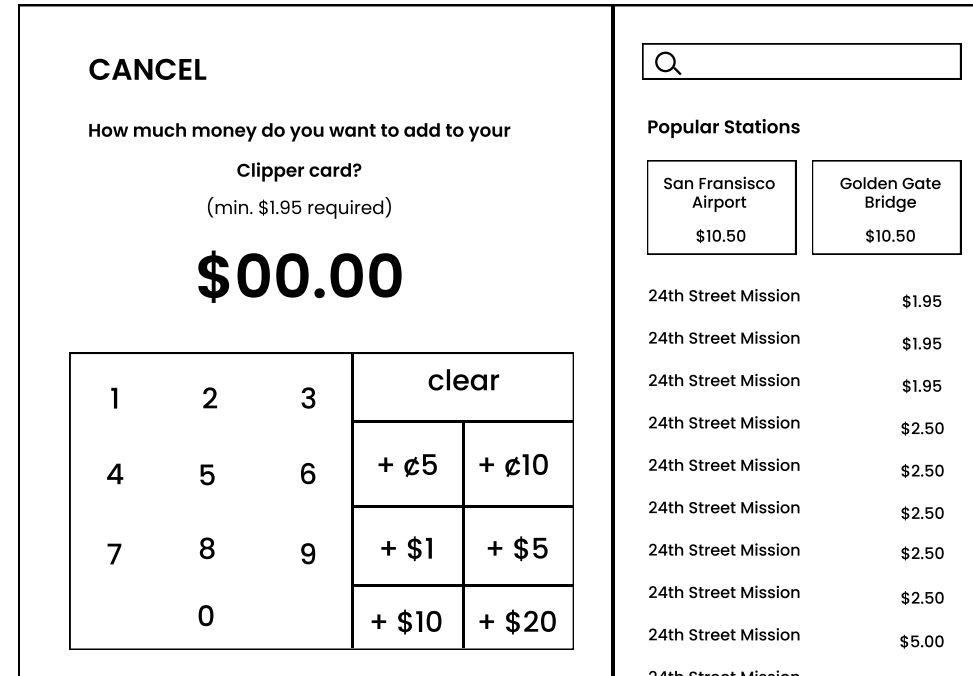 CANCEL
How much money do you want to add to your
Clipper card?
(min. $1.95 required)
$00.00
1 2 3
4 5 6
7 8 9
0
clear
+ ¢5 + ¢10
+ $1 + $5
+ $10 + $20
Popular Stations
San Fransisco
Airport
$10.50
Golden Gate
Bridge
$10.50
24th Street Mission $1.95
24th Street Mission $1.95
24th Street Mission $1.95
24th Street Mission $2.50
24th Street Mission $2.50
24th Street Mission $2.50
24th Street Mission $2.50
24th Street Mission $2.50
24th Street Mission $5.00
24th Street Mission